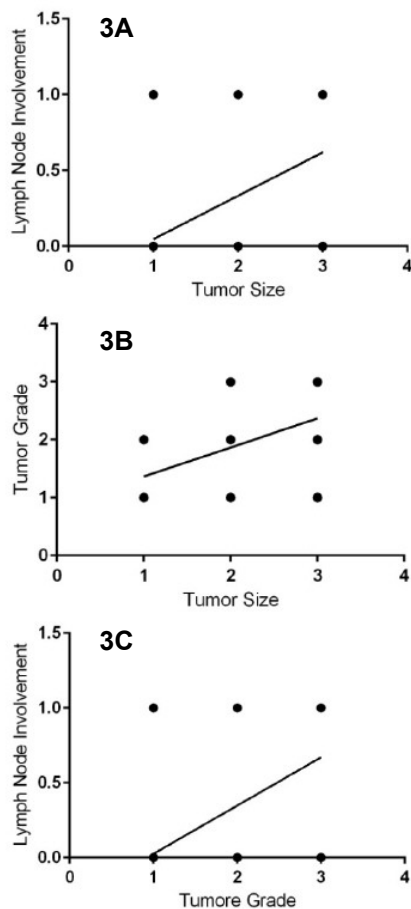 3A
Lymph Node Involvement
1.5
1.0
0.5
0.0
0 1 2 3 4
Tumor Size
3B
Tumor Grade
4
3
2
1
0
0 1 2 3 4
Tumor Size
3C
Lymph Node Involvement
1.5
1.0
0.5
0.0
0 1 2 3 4
Tumore Grade